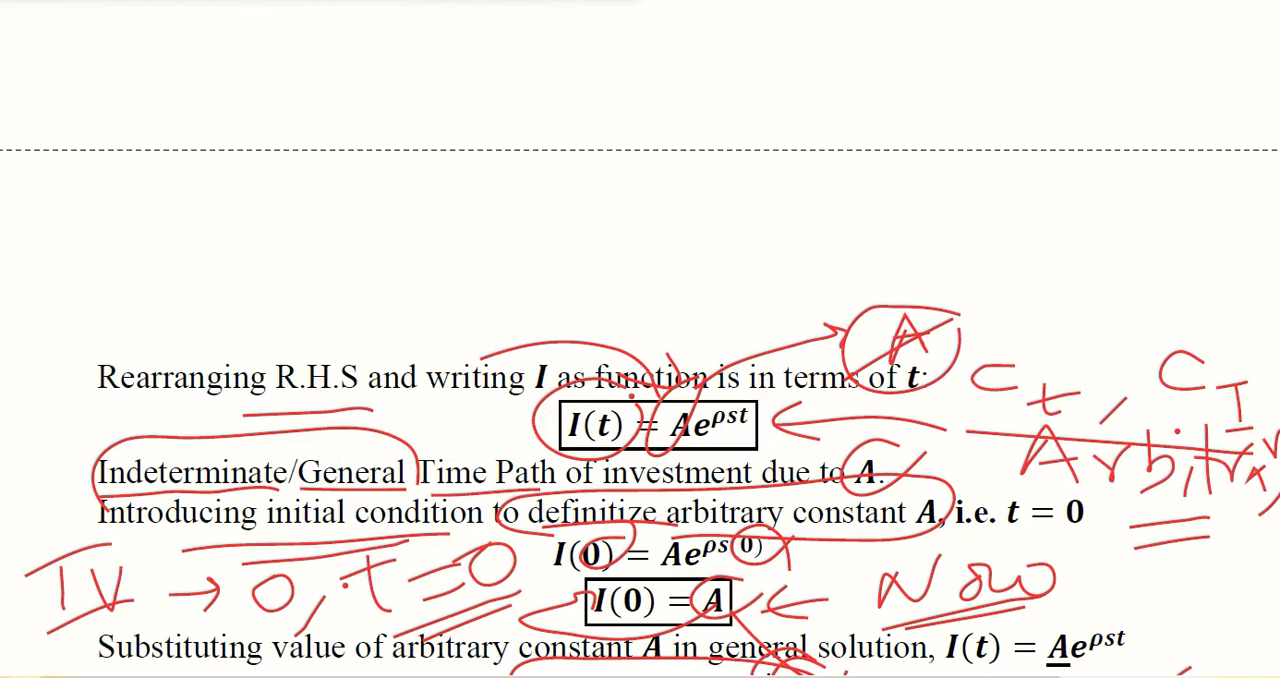 A
Rearranging R.H.S and writing I as function is in terms of t:
C_t, C_I
I(t) = Ae^{ρst}
Indeterminate/General Time Path of investment due to A.
Introducing initial condition to definitize arbitrary constant A, i.e. t = 0
I(0) = Ae^{ρs(0)}
IV → 0, t = 0
I(0) = A
Substituting value of arbitrary constant A in general solution, I(t) = Ae^{ρst}